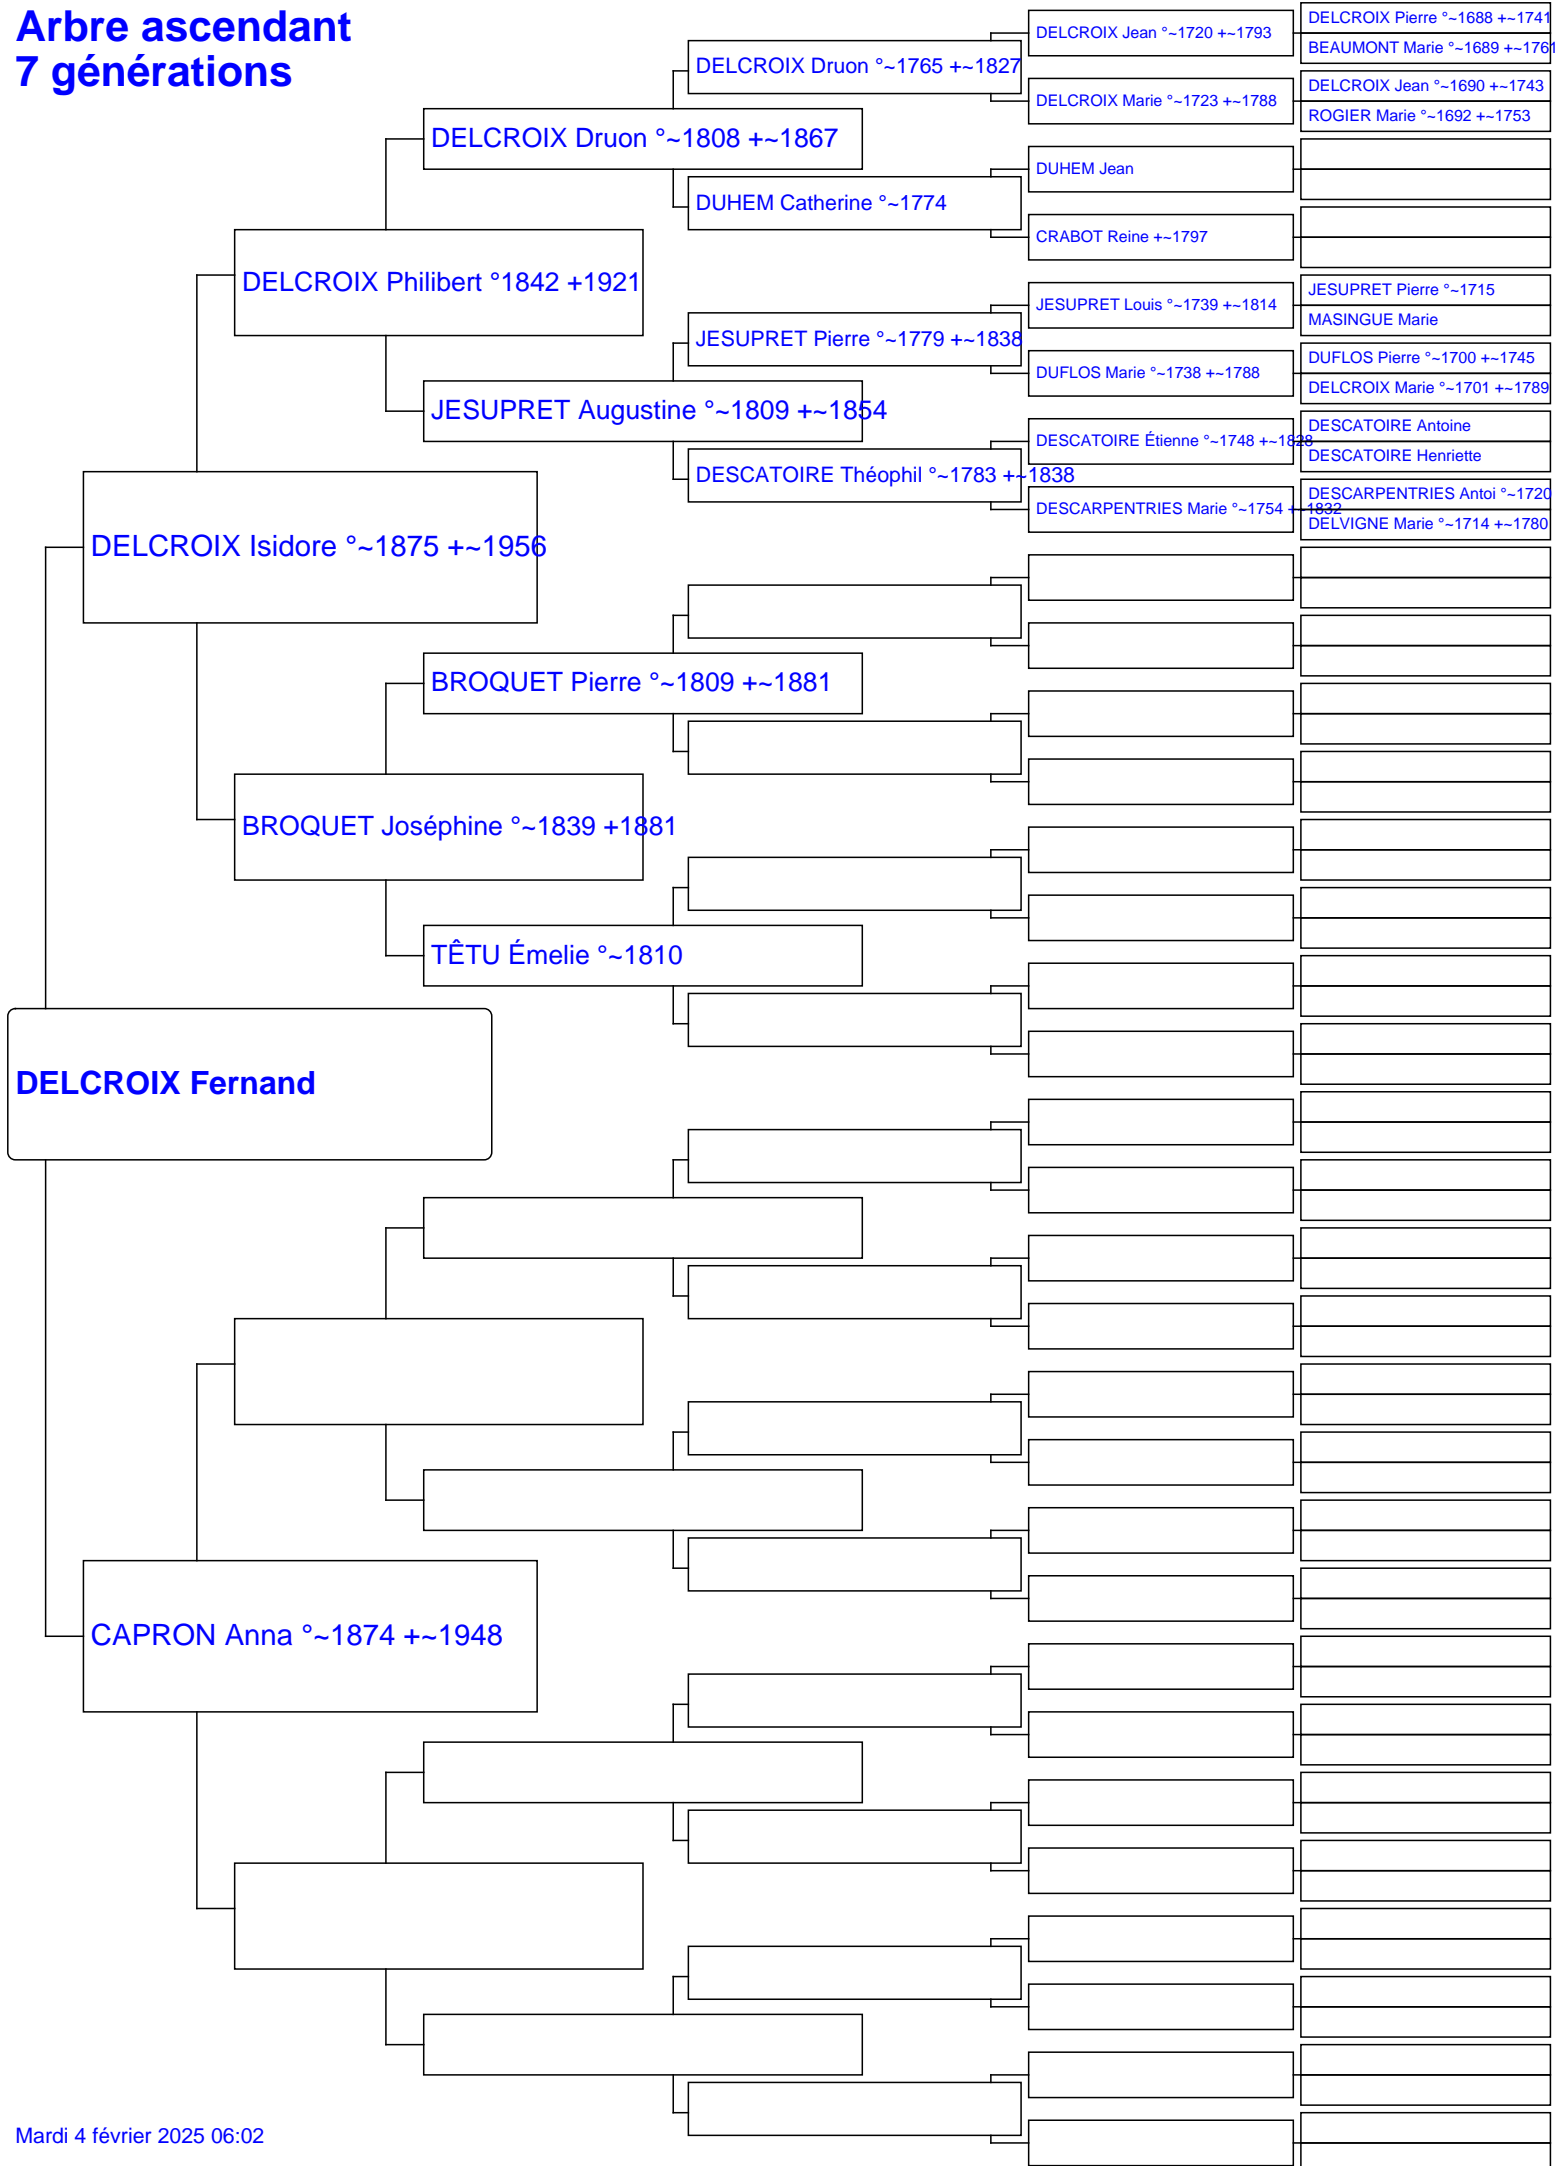 Arbre ascendant
7 générations
DELCROIX Fernand
DELCROIX Isidore °~1875 +~1956
CAPRON Anna °~1874 +~1948
DELCROIX Philibert °1842 +1921
BROQUET Joséphine °~1839 +1881
DELCROIX Druon °~1808 +~1867
JESUPRET Augustine °~1809 +~1854
BROQUET Pierre °~1809 +~1881
TÊTU Émelie °~1810
DELCROIX Druon °~1765 +~1827
DUHEM Catherine °~1774
JESUPRET Pierre °~1779 +~1838
DESCATOIRE Théophil °~1783 +~1838
DELCROIX Jean °~1720 +~1793
DELCROIX Marie °~1723 +~1788
DUHEM Jean
CRABOT Reine +~1797
JESUPRET Louis °~1739 +~1814
DUFLOS Marie °~1738 +~1788
DESCATOIRE Étienne °~1748 +~1828
DESCARPENTRIES Marie °~1754 +~1832
DELCROIX Pierre °~1688 +~1741
BEAUMONT Marie °~1689 +~1761
DELCROIX Jean °~1690 +~1743
ROGIER Marie °~1692 +~1753
JESUPRET Pierre °~1715
MASINGUE Marie
DUFLOS Pierre °~1700 +~1745
DELCROIX Marie °~1701 +~1789
DESCATOIRE Antoine
DESCATOIRE Henriette
DESCARPENTRIES Antoi °~1720
DELVIGNE Marie °~1714 +~1780
Mardi 4 février 2025 06:02